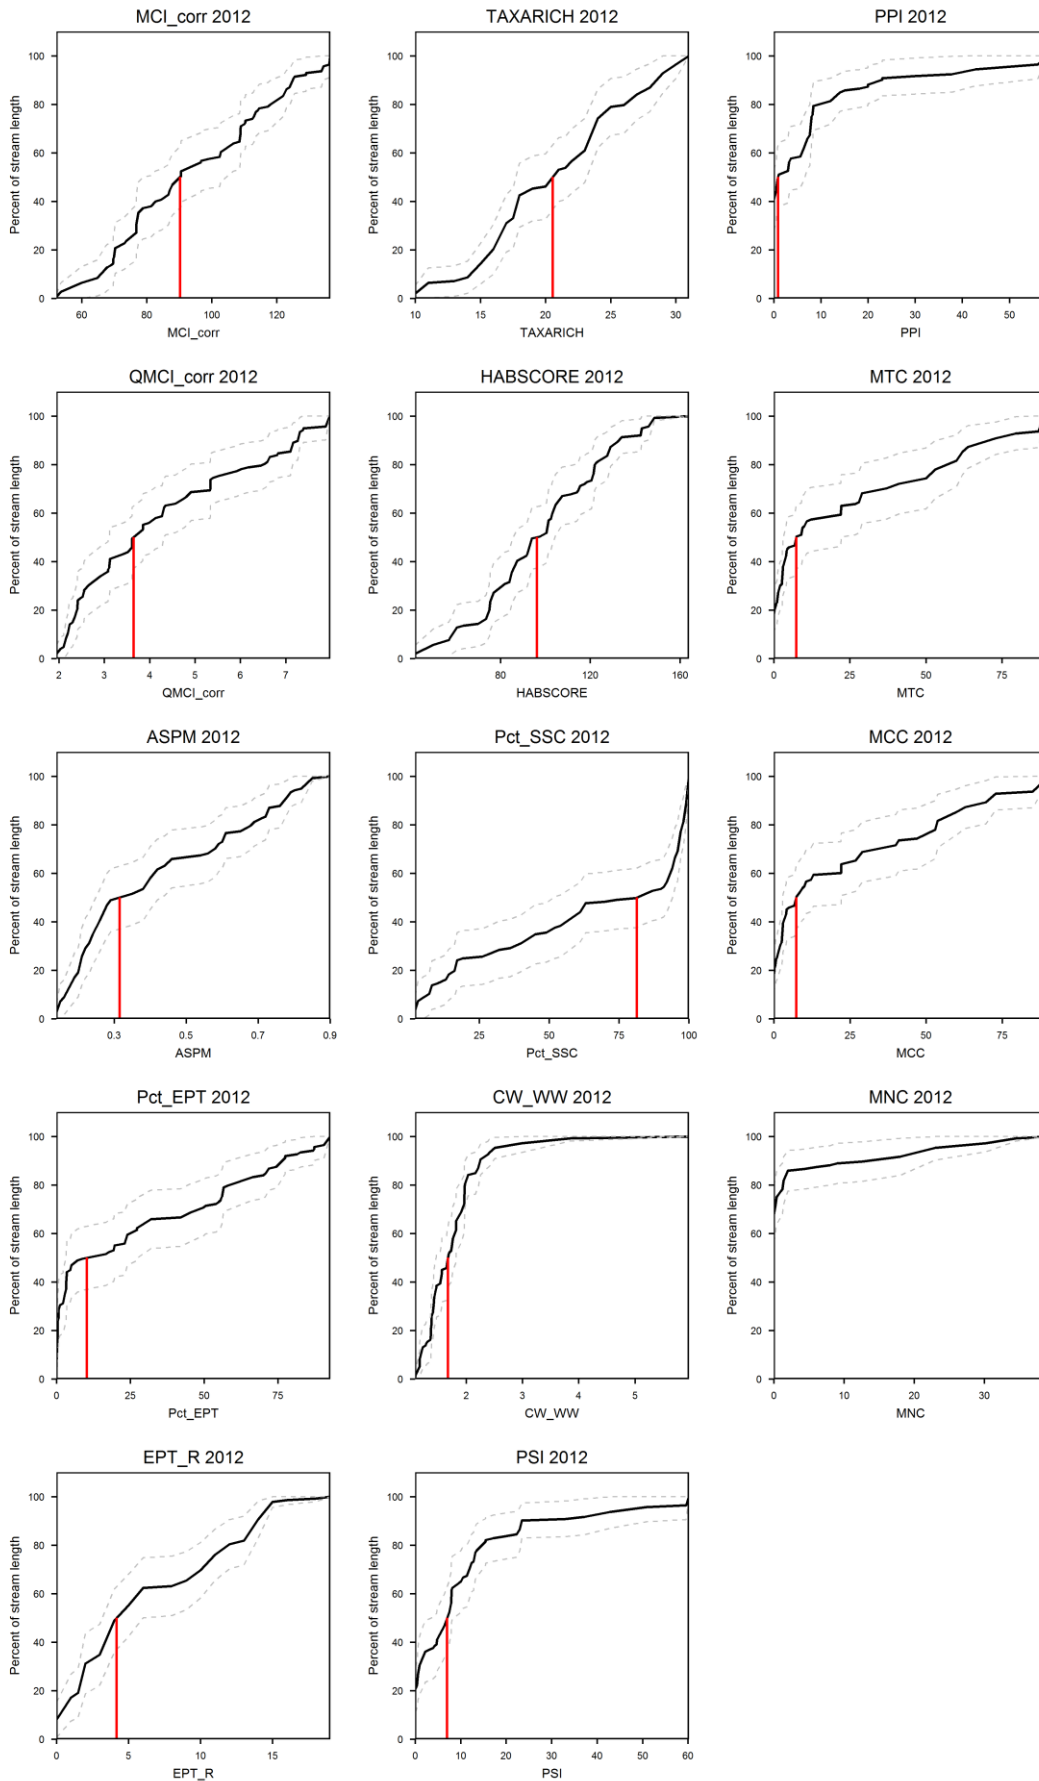 MCI_corr 2012
Percent of stream length
100
80
60
40
20
0
60 80 100 120
MCI_corr
TAXARICH 2012
Percent of stream length
100
80
60
40
20
0
10 15 20 25 30
TAXARICH
PPI 2012
Percent of stream length
100
80
60
40
20
0
0 10 20 30 40 50
PPI
QMCI_corr 2012
Percent of stream length
100
80
60
40
20
0
2 3 4 5 6 7
QMCI_corr
HABSCORE 2012
Percent of stream length
100
80
60
40
20
0
80 120 160
HABSCORE
MTC 2012
Percent of stream length
100
80
60
40
20
0
0 25 50 75
MTC
ASPM 2012
Percent of stream length
100
80
60
40
20
0
0.3 0.5 0.7 0.9
ASPM
Pct_SSC 2012
Percent of stream length
100
80
60
40
20
0
25 50 75 100
Pct_SSC
MCC 2012
Percent of stream length
100
80
60
40
20
0
0 25 50 75
MCC
Pct_EPT 2012
Percent of stream length
100
80
60
40
20
0
0 25 50 75
Pct_EPT
CW_WW 2012
Percent of stream length
100
80
60
40
20
0
2 3 4 5
CW_WW
MNC 2012
Percent of stream length
100
80
60
40
20
0
0 10 20 30
MNC
EPT_R 2012
Percent of stream length
100
80
60
40
20
0
0 5 10 15
EPT_R
PSI 2012
Percent of stream length
100
80
60
40
20
0
0 10 20 30 40 50 60
PSI